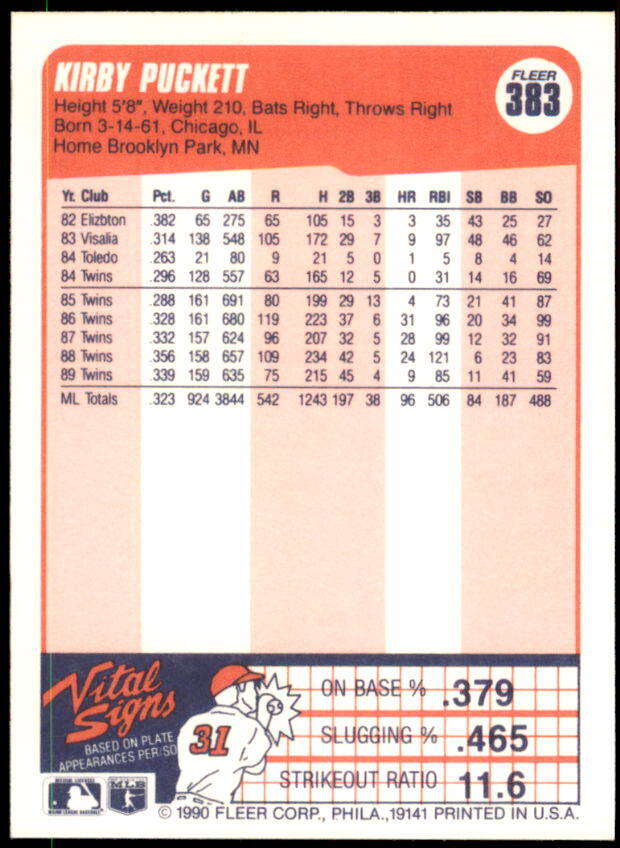 KIRBY PUCKETT
FLEER
383
Height 5'8", Weight 210, Bats Right, Throws Right
Born 3-14-61, Chicago, IL
Home Brooklyn Park, MN
Yr. Club Pct. G AB R H 2B 3B HR RBI SB BB SO
82 Elizbton .382 65 275 65 105 15 3 3 35 43 25 27
83 Visalia .314 138 548 105 172 29 7 9 97 48 46 62
84 Toledo .263 21 80 9 21 5 0 1 5 8 4 14
84 Twins .296 128 557 63 165 12 5 0 31 14 16 69
85 Twins .288 161 691 80 199 29 13 4 73 21 41 87
86 Twins .328 161 680 119 223 37 6 31 96 20 34 99
87 Twins .332 157 624 96 207 32 5 28 99 12 32 91
88 Twins .356 158 657 109 234 42 5 24 121 6 23 83
89 Twins .339 159 635 75 215 45 4 9 85 11 41 59
ML Totals .323 924 3844 542 1243 197 38 96 506 84 187 488
Vital
Signs
BASED ON PLATE
APPEARANCES PER/SO
31
ON BASE % .379
SLUGGING % .465
STRIKEOUT RATIO 11.6
OFFICIAL LICENSEE
MAJOR LEAGUE BASEBALL
MLB
© 1990 FLEER CORP., PHILA., 19141 PRINTED IN U.S.A.